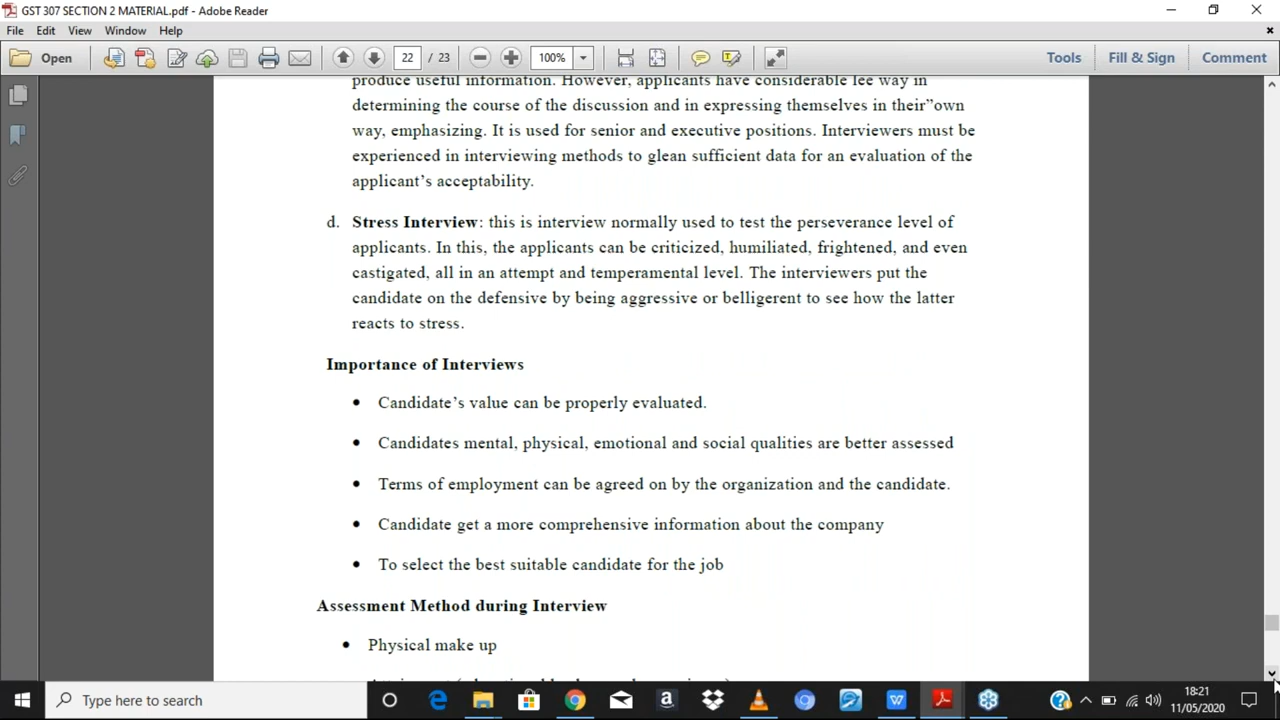 GST 307 SECTION 2 MATERIAL.pdf - Adobe Reader
File Edit View Window Help
Open 22 / 23 100% Tools Fill & Sign Comment
produce useful information. However, applicants have considerable lee way in
determining the course of the discussion and in expressing themselves in their”own
way, emphasizing. It is used for senior and executive positions. Interviewers must be
experienced in interviewing methods to glean sufficient data for an evaluation of the
applicant’s acceptability.
d. Stress Interview: this is interview normally used to test the perseverance level of
applicants. In this, the applicants can be criticized, humiliated, frightened, and even
castigated, all in an attempt and temperamental level. The interviewers put the
candidate on the defensive by being aggressive or belligerent to see how the latter
reacts to stress.
Importance of Interviews
• Candidate’s value can be properly evaluated.
• Candidates mental, physical, emotional and social qualities are better assessed
• Terms of employment can be agreed on by the organization and the candidate.
• Candidate get a more comprehensive information about the company
• To select the best suitable candidate for the job
Assessment Method during Interview
• Physical make up
Type here to search
18:21
11/05/2020